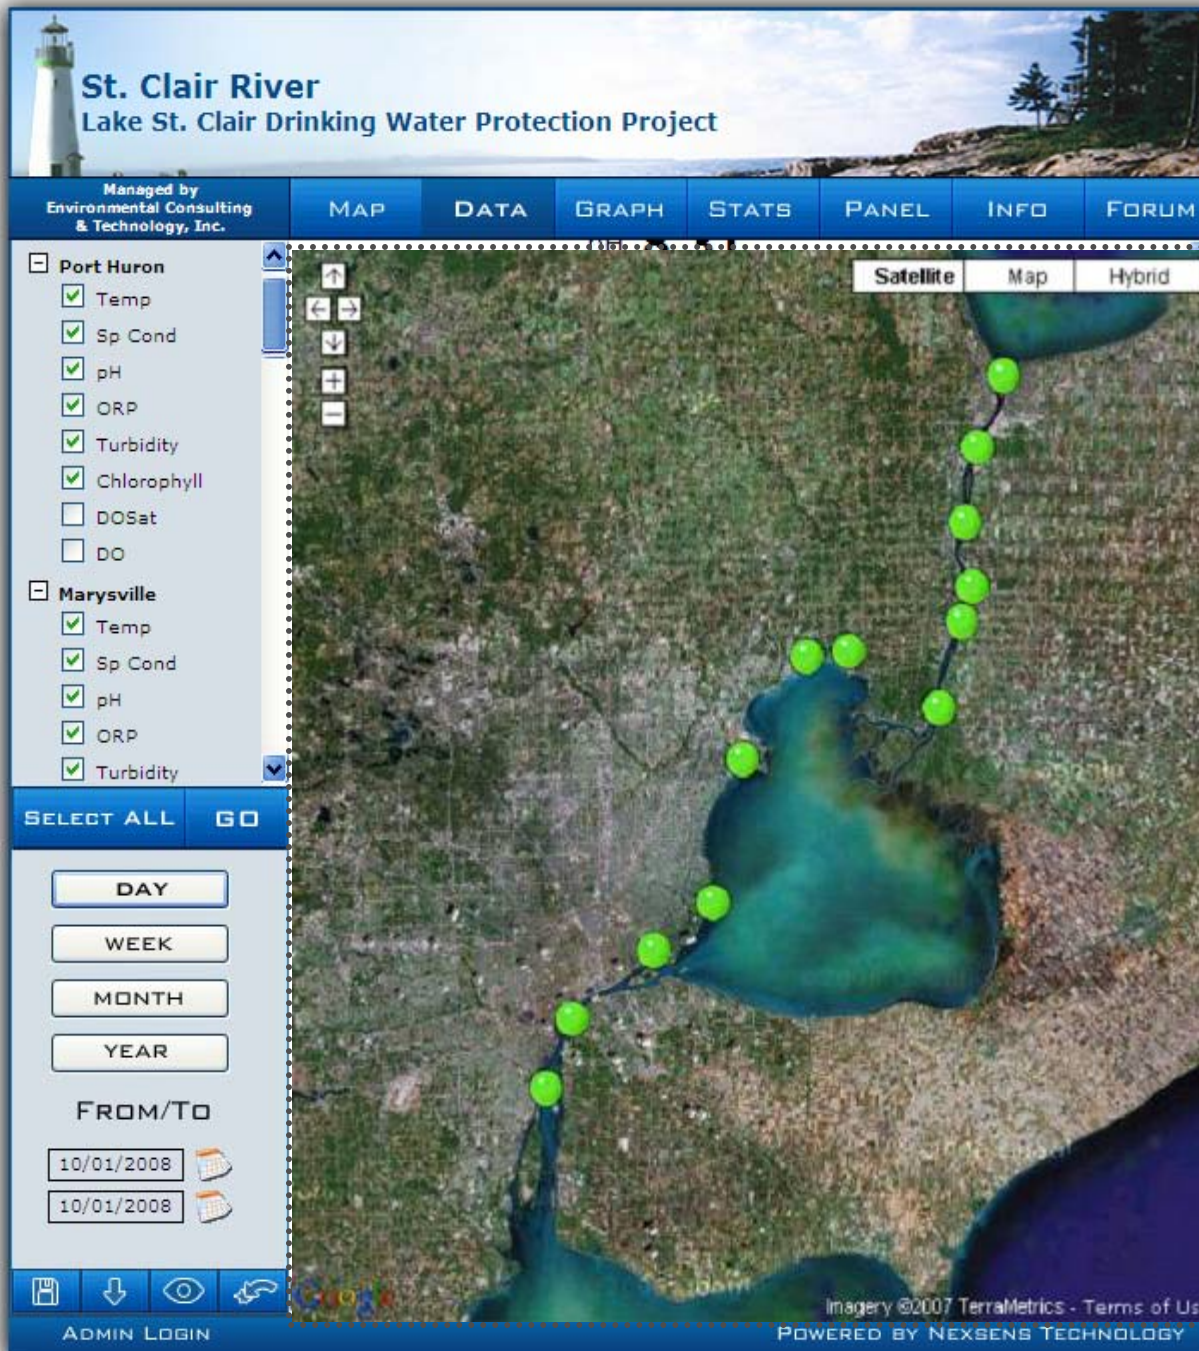 St. Clair River
Lake St. Clair Drinking Water Protection Project
Managed by
Environmental Consulting
& Technology, Inc.
MAP DATA GRAPH STATS PANEL INFO FORUM
Port Huron
Temp
Sp Cond
pH
ORP
Turbidity
Chlorophyll
DOSat
DO
Marysville
Temp
Sp Cond
pH
ORP
Turbidity
SELECT ALL GO
DAY
WEEK
MONTH
YEAR
FROM/TO
10/01/2008
10/01/2008
Satellite Map Hybrid
Google
Imagery ©2007 TerraMetrics - Terms of Us
ADMIN LOGIN
POWERED BY NEXSENS TECHNOLOGY